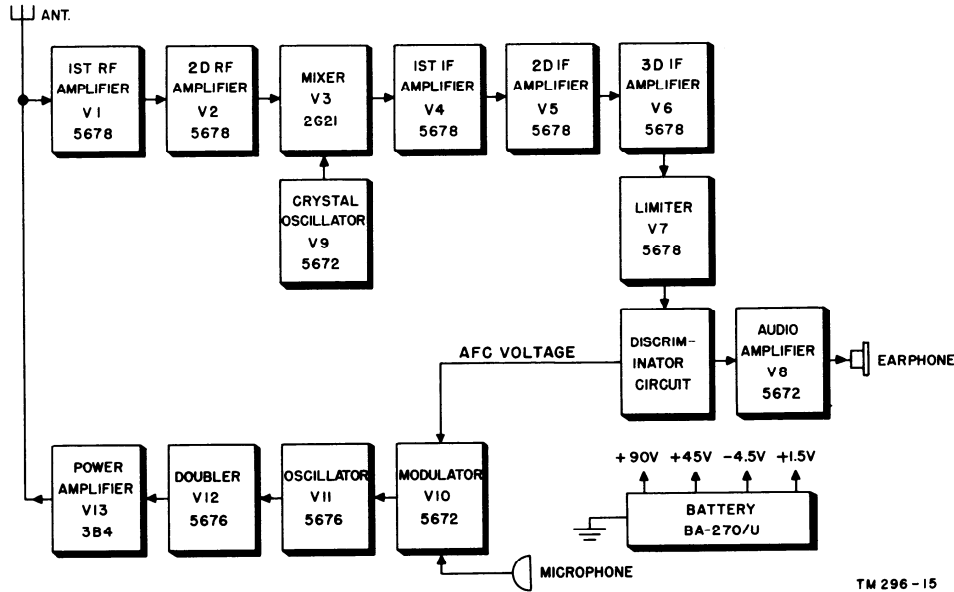 ANT.
1ST RF
AMPLIFIER
V1
5678
2D RF
AMPLIFIER
V2
5678
MIXER
V3
2G21
1ST IF
AMPLIFIER
V4
5678
2D IF
AMPLIFIER
V5
5678
3D IF
AMPLIFIER
V6
5678
CRYSTAL
OSCILLATOR
V9
5672
LIMITER
V7
5678
DISCRIM-
INATOR
CIRCUIT
AUDIO
AMPLIFIER
V8
5672
EARPHONE
AFC VOLTAGE
POWER
AMPLIFIER
V13
3B4
DOUBLER
V12
5676
OSCILLATOR
V11
5676
MODULATOR
V10
5672
MICROPHONE
+90V +45V -4.5V +1.5V
BATTERY
BA-270/U
TM 296-15